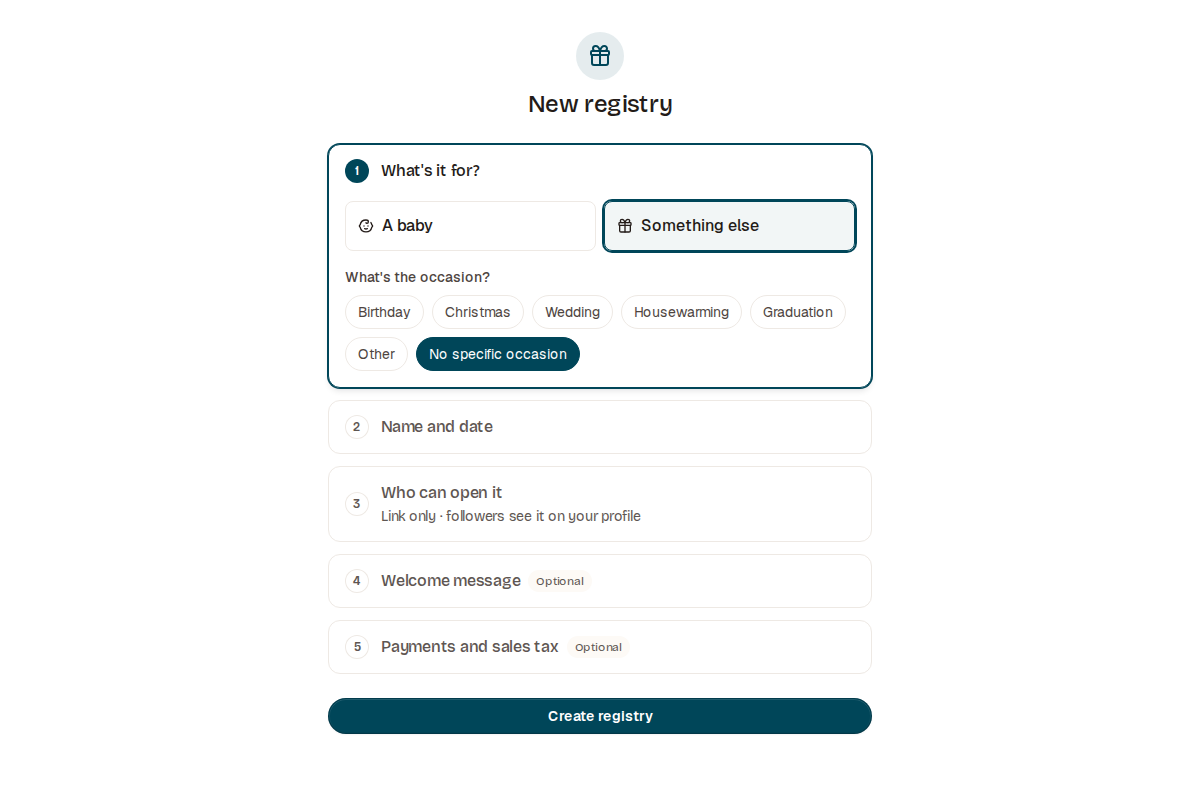 New registry
1 What's it for?
A baby
Something else
What's the occasion?
Birthday Christmas Wedding Housewarming Graduation
Other No specific occasion
2 Name and date
3 Who can open it
Link only · followers see it on your profile
4 Welcome message Optional
5 Payments and sales tax Optional
Create registry